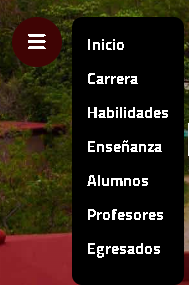 Inicio
Carrera
Habilidades
Enseñanza
Alumnos
Profesores
Egresados